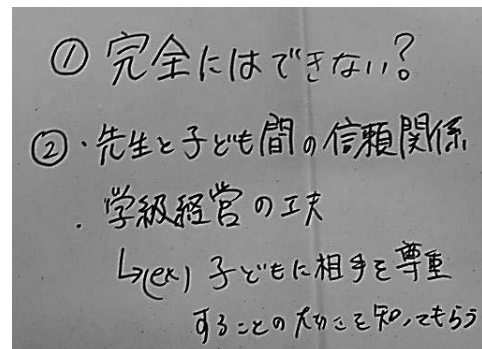 ① 完全にはできない?
② ・先生と子ども間の信頼関係
・学級経営の工夫
↳(ex) 子どもに相手を尊重
することの大切さを知ってもらう